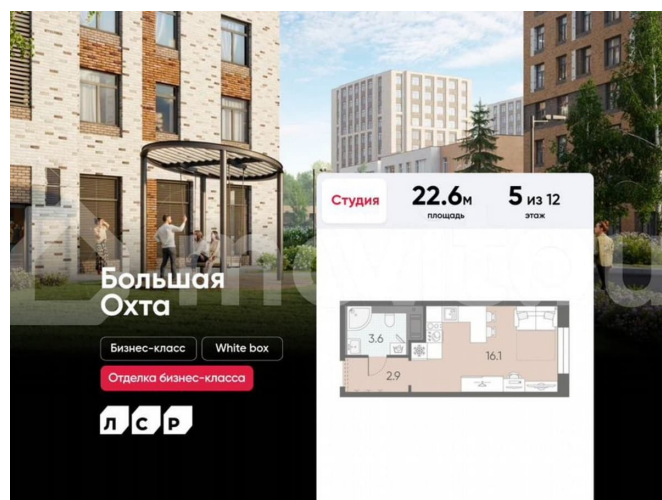 Студия
22.6м
площадь
5 из 12
этаж
Большая
Охта
Бизнес-класс
White box
Отделка бизнес-класса
ЛСР
3.6
16.1
2.9